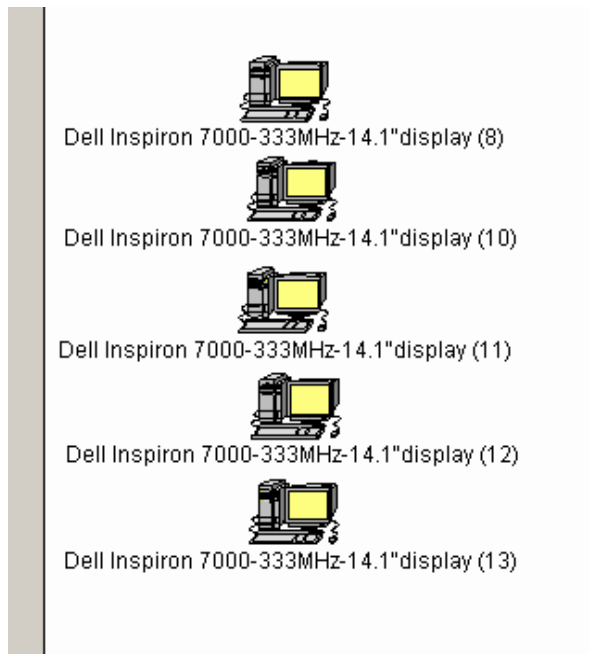 Dell Inspiron 7000-333MHz-14.1"display (8)
Dell Inspiron 7000-333MHz-14.1"display (10)
Dell Inspiron 7000-333MHz-14.1"display (11)
Dell Inspiron 7000-333MHz-14.1"display (12)
Dell Inspiron 7000-333MHz-14.1"display (13)